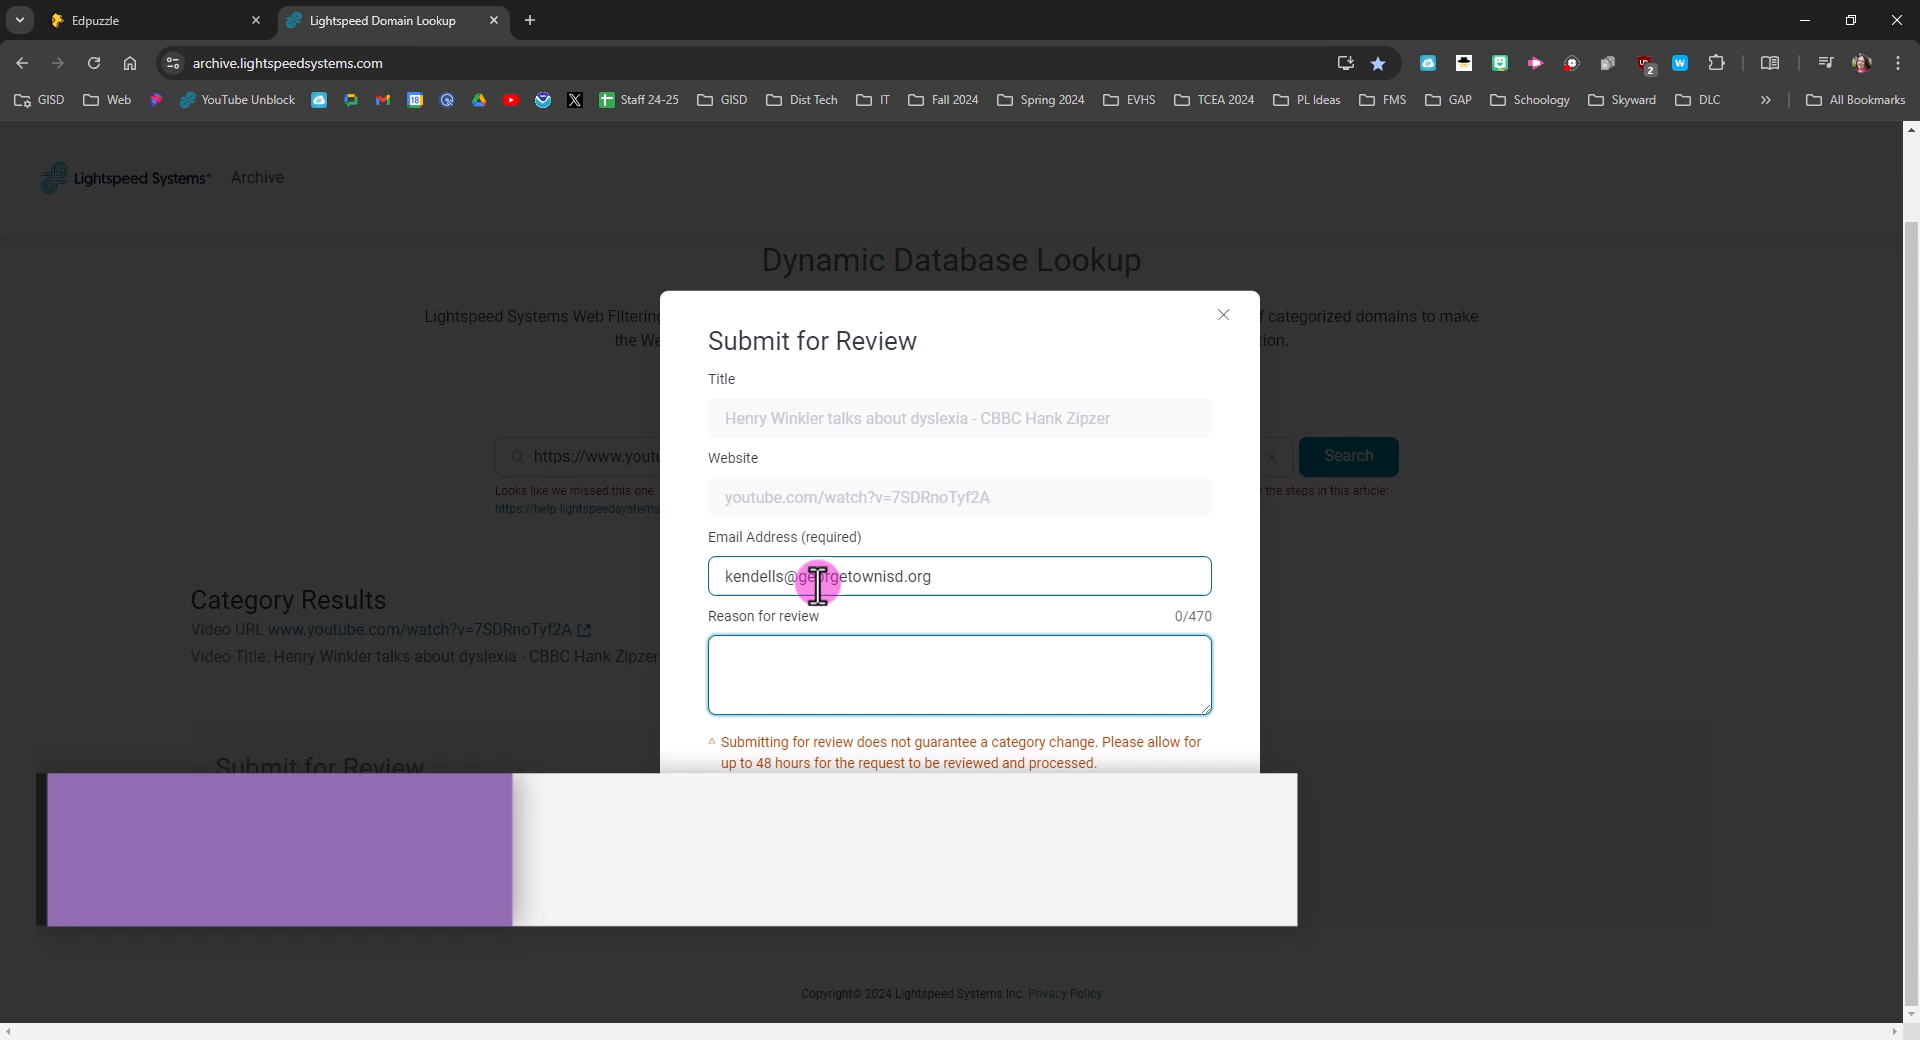 Edpuzzle
Lightspeed Domain Lookup
archive.lightspeedsystems.com
2
GISD
Web
YouTube Unblock
Staff 24-25
GISD
Dist Tech
IT
Fall 2024
Spring 2024
EVHS
TCEA 2024
PL Ideas
FMS
GAP
Schoology
Skyward
DLC
All Bookmarks
Lightspeed Systems® Archive
Dynamic Database Lookup
Lightspeed Systems Web Filtering
categorized domains to make
the We
tion.
https://www.youtu
Search
Looks like we missed this one.
the steps in this article:
https://help.lightspeedsystems
Category Results
Video URL www.youtube.com/watch?v=7SDRnoTyf2A
Video Title: Henry Winkler talks about dyslexia - CBBC Hank Zipzer
Submit for Review
Submit for Review
Title
Henry Winkler talks about dyslexia - CBBC Hank Zipzer
Website
youtube.com/watch?v=7SDRnoTyf2A
Email Address (required)
kendells@georgetownisd.org
Reason for review
0/470
Submitting for review does not guarantee a category change. Please allow for
up to 48 hours for the request to be reviewed and processed.
Copyright© 2024 Lightspeed Systems Inc. Privacy Policy